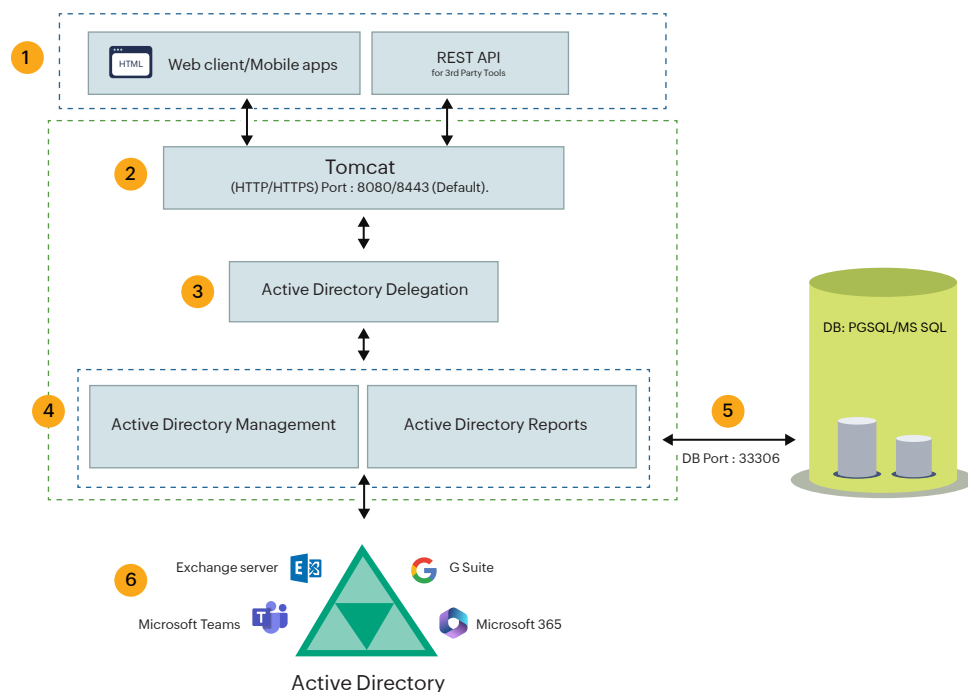 1
HTML
Web client/Mobile apps
REST API
for 3rd Party Tools
2
Tomcat
(HTTP/HTTPS) Port : 8080/8443 (Default).
3
Active Directory Delegation
DB: PGSQL/MS SQL
4
Active Directory Management
Active Directory Reports
5
DB Port : 33306
6
Exchange server
E
G Suite
Microsoft Teams
T
Microsoft 365
Active Directory